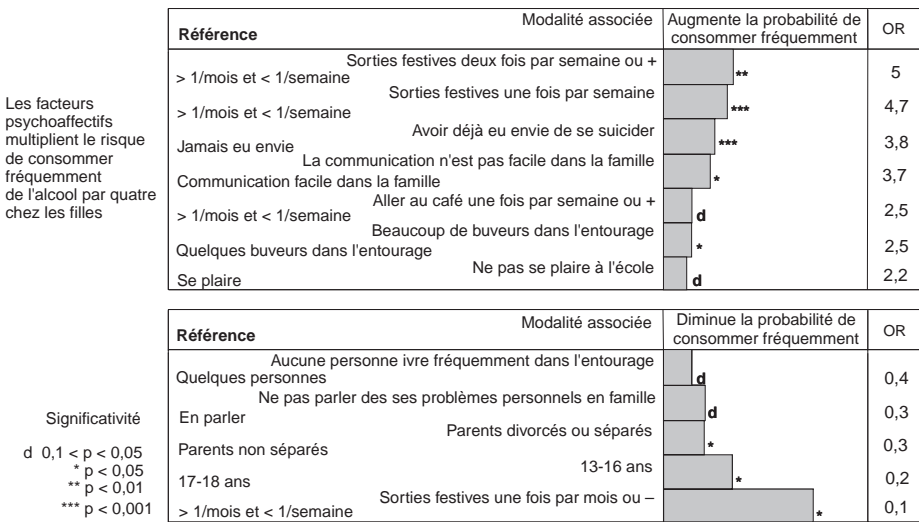 Modalité associée
Augmente la probabilité de
consommer fréquemment
OR
Référence
Sorties festives deux fois par semaine ou +
> 1/mois et < 1/semaine
**
5
Sorties festives une fois par semaine
> 1/mois et < 1/semaine
***
4,7
Avoir déjà eu envie de se suicider
Jamais eu envie
***
3,8
La communication n'est pas facile dans la famille
Communication facile dans la famille
*
3,7
Aller au café une fois par semaine ou +
> 1/mois et < 1/semaine
d
2,5
Beaucoup de buveurs dans l'entourage
Quelques buveurs dans l'entourage
*
2,5
Ne pas se plaire à l'école
Se plaire
d
2,2
Les facteurs
psychoaffectifs
multiplient le risque
de consommer
fréquemment
de l'alcool par quatre
chez les filles
Modalité associée
Diminue la probabilité de
consommer fréquemment
OR
Référence
Aucune personne ivre fréquemment dans l'entourage
Quelques personnes
d
0,4
Ne pas parler des ses problèmes personnels en famille
En parler
d
0,3
Parents divorcés ou séparés
Parents non séparés
*
0,3
13-16 ans
17-18 ans
*
0,2
Sorties festives une fois par mois ou –
> 1/mois et < 1/semaine
*
0,1
Significativité
d 0,1 < p < 0,05
* p < 0,05
** p < 0,01
*** p < 0,001